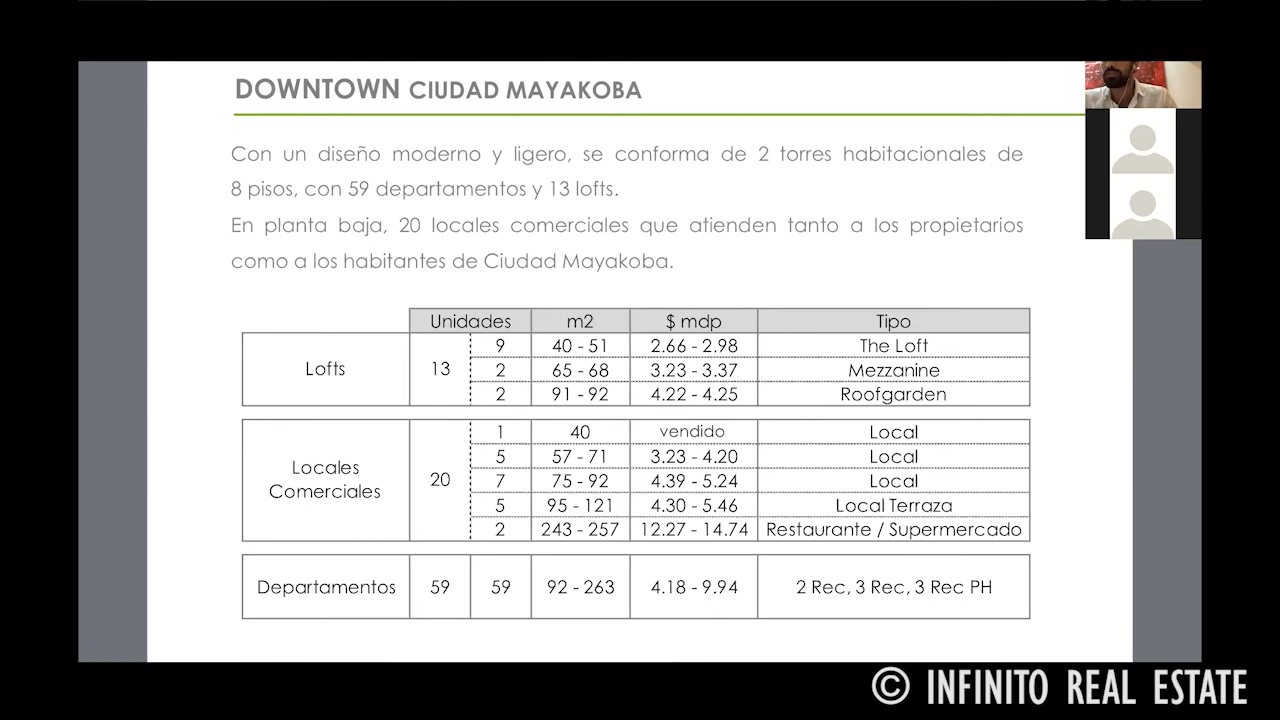 DOWNTOWN CIUDAD MAYAKOBA
Con un diseño moderno y ligero, se conforma de 2 torres habitacionales de
8 pisos, con 59 departamentos y 13 lofts.
En planta baja, 20 locales comerciales que atienden tanto a los propietarios
como a los habitantes de Ciudad Mayakoba.
Unidades m2 $ mdp Tipo
Lofts 13 9 40 - 51 2.66 - 2.98 The Loft
2 65 - 68 3.23 - 3.37 Mezzanine
2 91 - 92 4.22 - 4.25 Roofgarden
Locales Comerciales 20 1 40 vendido Local
5 57 - 71 3.23 - 4.20 Local
7 75 - 92 4.39 - 5.24 Local
5 95 - 121 4.30 - 5.46 Local Terraza
2 243 - 257 12.27 - 14.74 Restaurante / Supermercado
Departamentos 59 59 92 - 263 4.18 - 9.94 2 Rec, 3 Rec, 3 Rec PH
© INFINITO REAL ESTATE